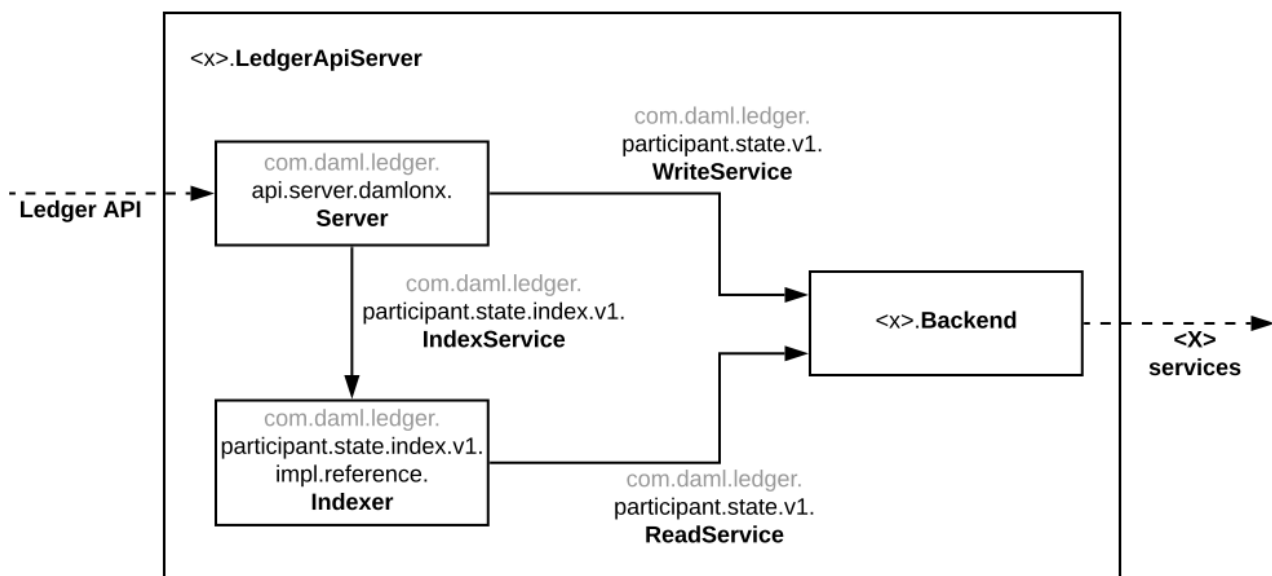 <x>.LedgerApiServer
com.daml.ledger.
participant.state.v1.
WriteService
com.daml.ledger.
api.server.damlonx.
Server
Ledger API
com.daml.ledger.
participant.state.index.v1.
IndexService
<x>.Backend
<X>
services
com.daml.ledger.
participant.state.index.v1.
impl.reference.
Indexer
com.daml.ledger.
participant.state.v1.
ReadService